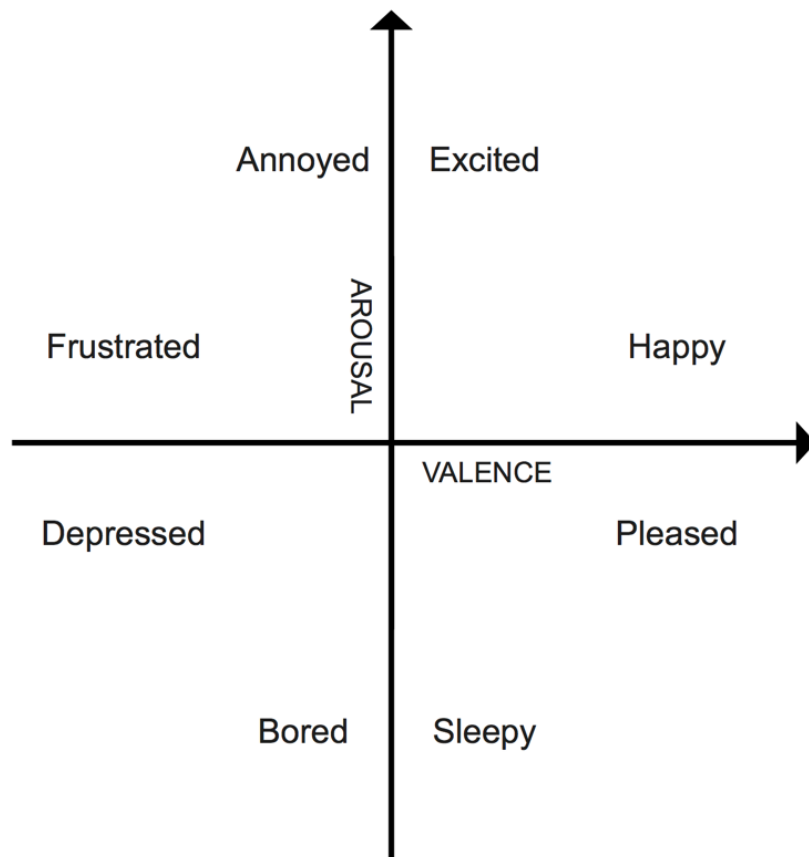 Annoyed Excited
AROUSAL
Frustrated Happy
VALENCE
Depressed Pleased
Bored Sleepy